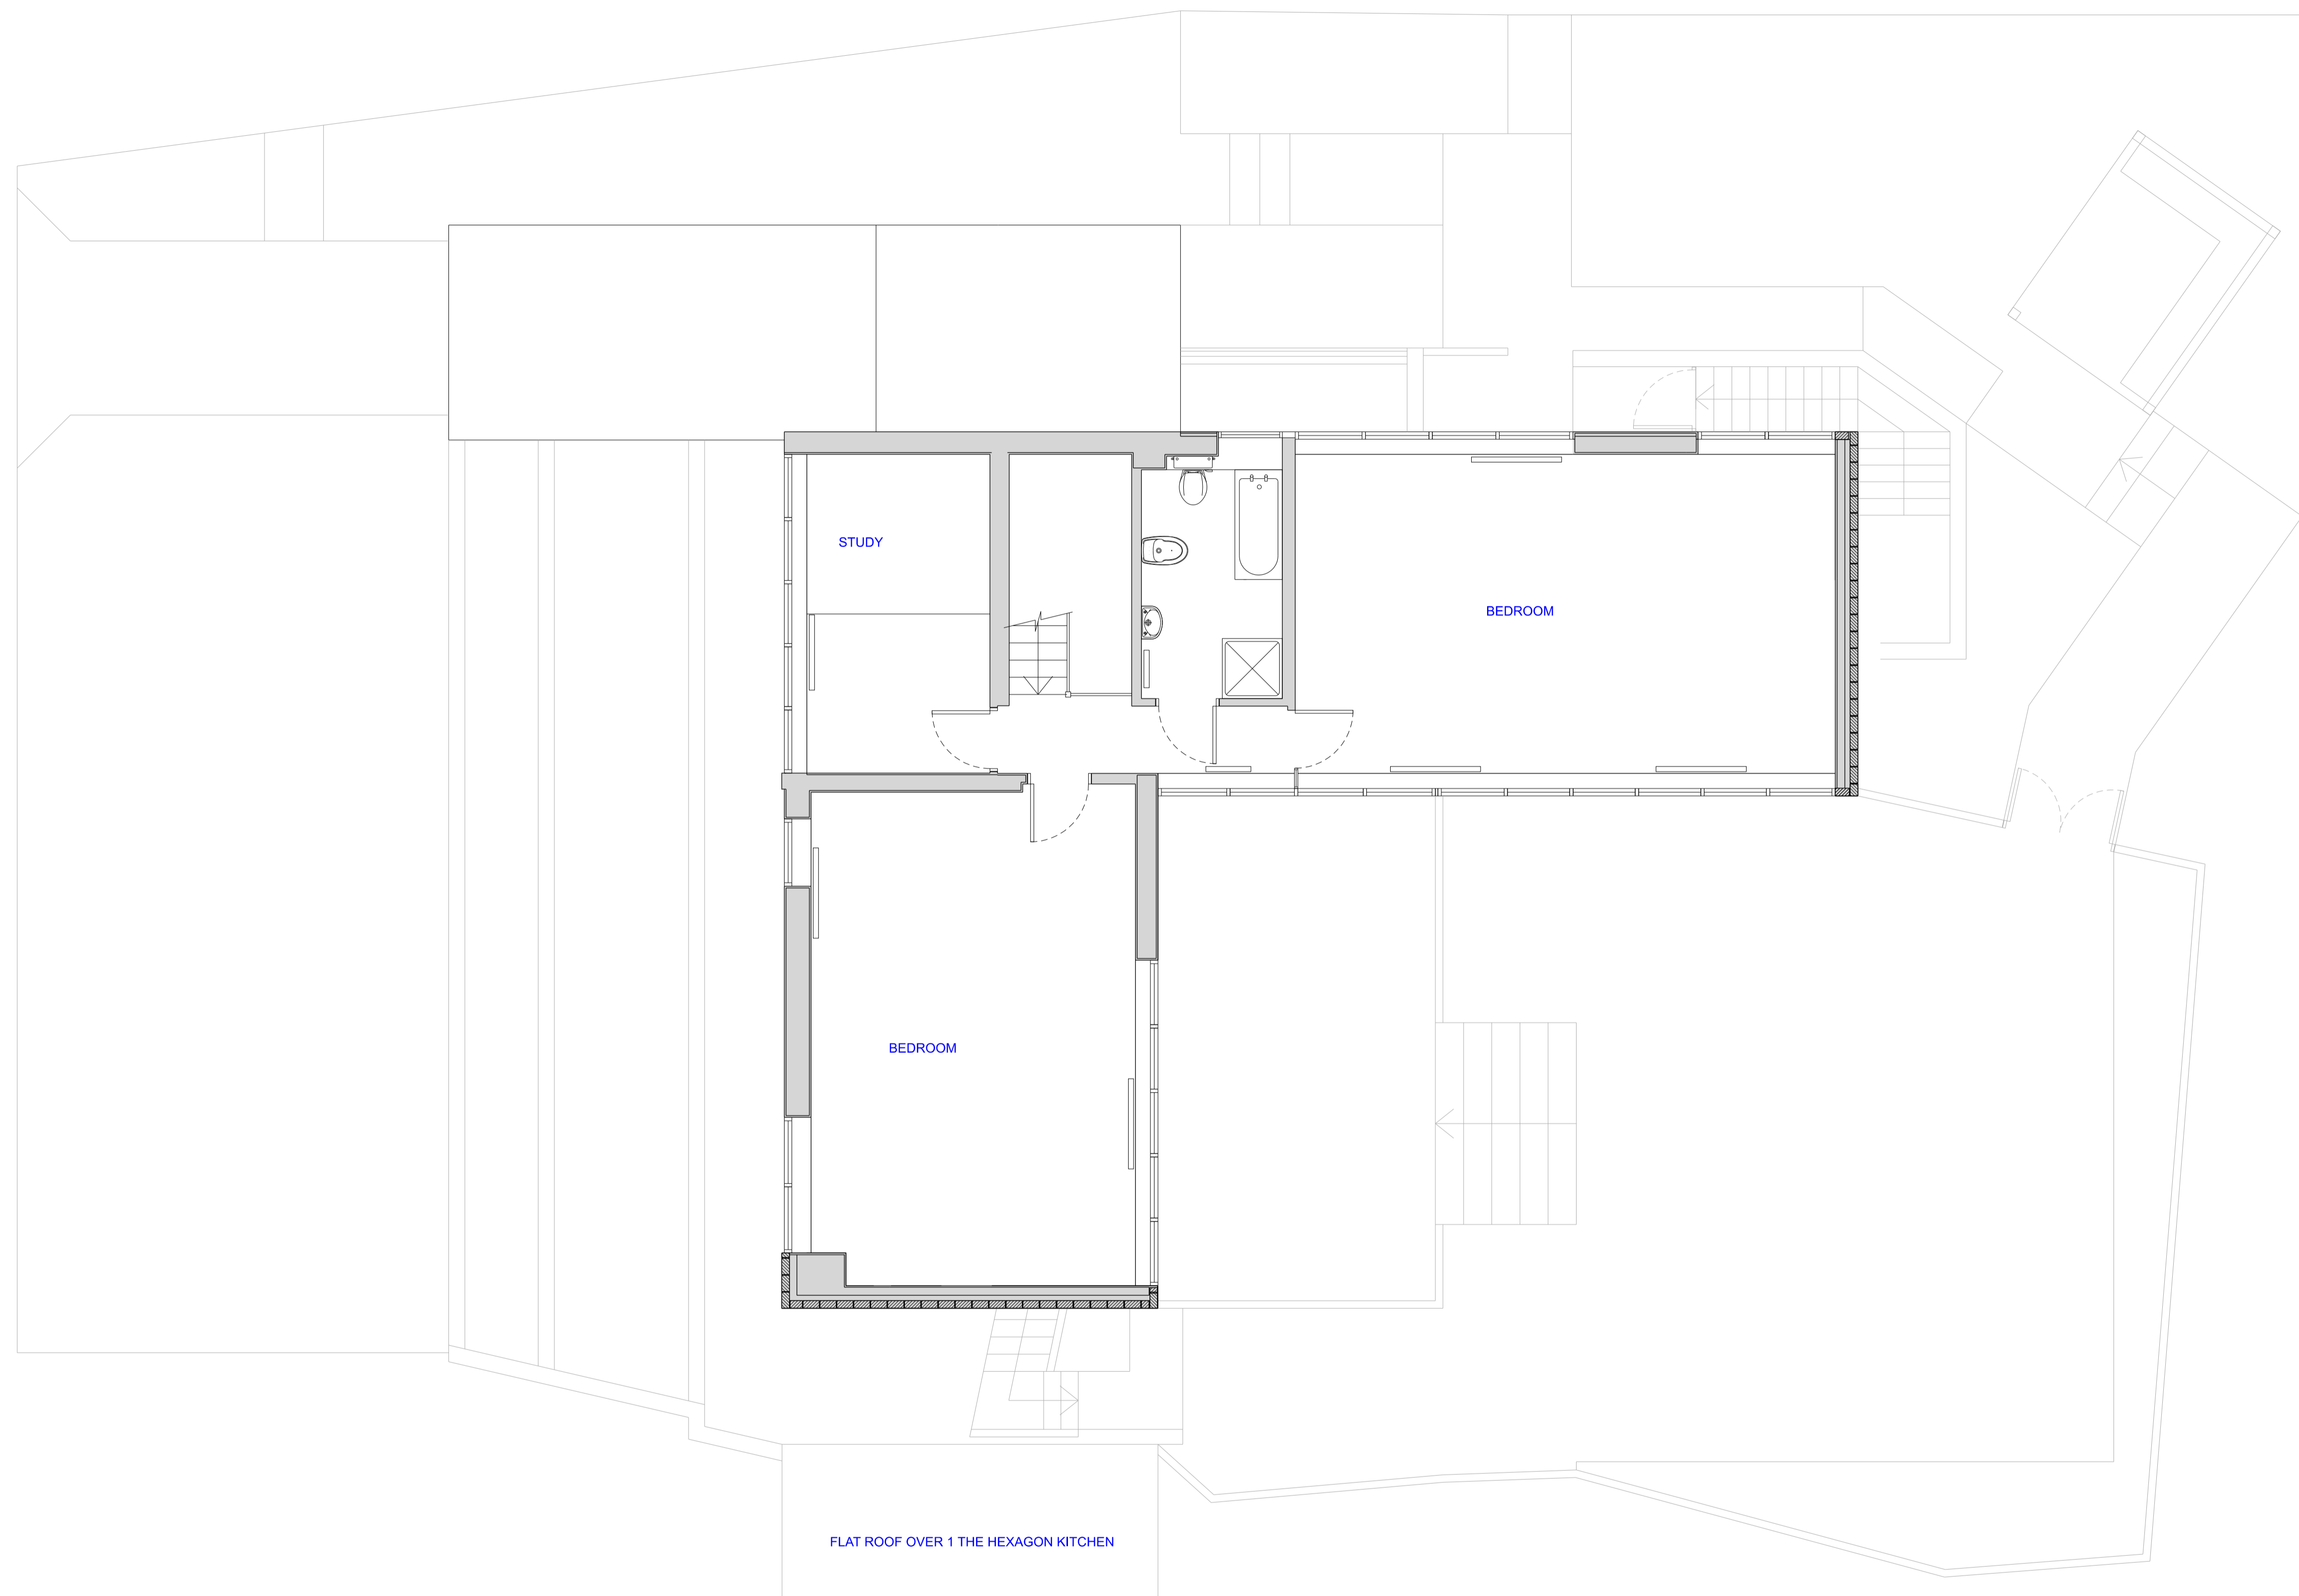 STUDY
BEDROOM
BEDROOM
FLAT ROOF OVER 1 THE HEXAGON KITCHEN